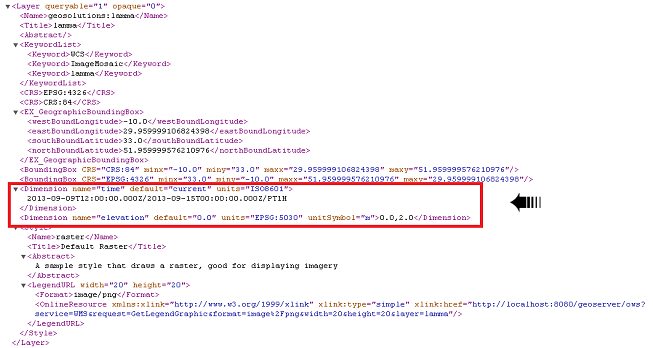 <Layer queryable="1" opaque="0">
<Name>geosolutions:lamma</Name>
<Title>lamma</Title>
<Abstract/>
<KeywordList>
<Keyword>WCS</Keyword>
<Keyword>ImageMosaic</Keyword>
<Keyword>lamma</Keyword>
</KeywordList>
<CRS>EPSG:4326</CRS>
<CRS>CRS:84</CRS>
<EX_GeographicBoundingBox>
<westBoundLongitude>-10.0</westBoundLongitude>
<eastBoundLongitude>29.959999106824398</eastBoundLongitude>
<southBoundLatitude>33.0</southBoundLatitude>
<northBoundLatitude>51.959999576210976</northBoundLatitude>
</EX_GeographicBoundingBox>
<BoundingBox CRS="CRS:84" minx="-10.0" miny="33.0" maxx="29.959999106824398" maxy="51.959999576210976"/>
<BoundingBox CRS="EPSG:4326" minx="33.0" miny="-10.0" maxx="51.959999576210976" maxy="29.959999106824398"/>
<Dimension name="time" default="current" units="ISO8601">
2013-09-09T12:00:00.000Z/2013-09-15T00:00:00.000Z/PT1H
</Dimension>
<Dimension name="elevation" default="0.0" units="EPSG:5030" unitSymbol="m">0.0,2.0</Dimension>
<Style>
<Name>raster</Name>
<Title>Default Raster</Title>
<Abstract>
A sample style that draws a raster, good for displaying imagery
</Abstract>
<LegendURL width="20" height="20">
<Format>image/png</Format>
<OnlineResource xmlns:xlink="http://www.w3.org/1999/xlink" xlink:type="simple" xlink:href="http://localhost:8080/geoserver/ows?
service=WMS&request=GetLegendGraphic&format=image%2Fpng&width=20&height=20&layer=lamma"/>
</LegendURL>
</Style>
</Layer>